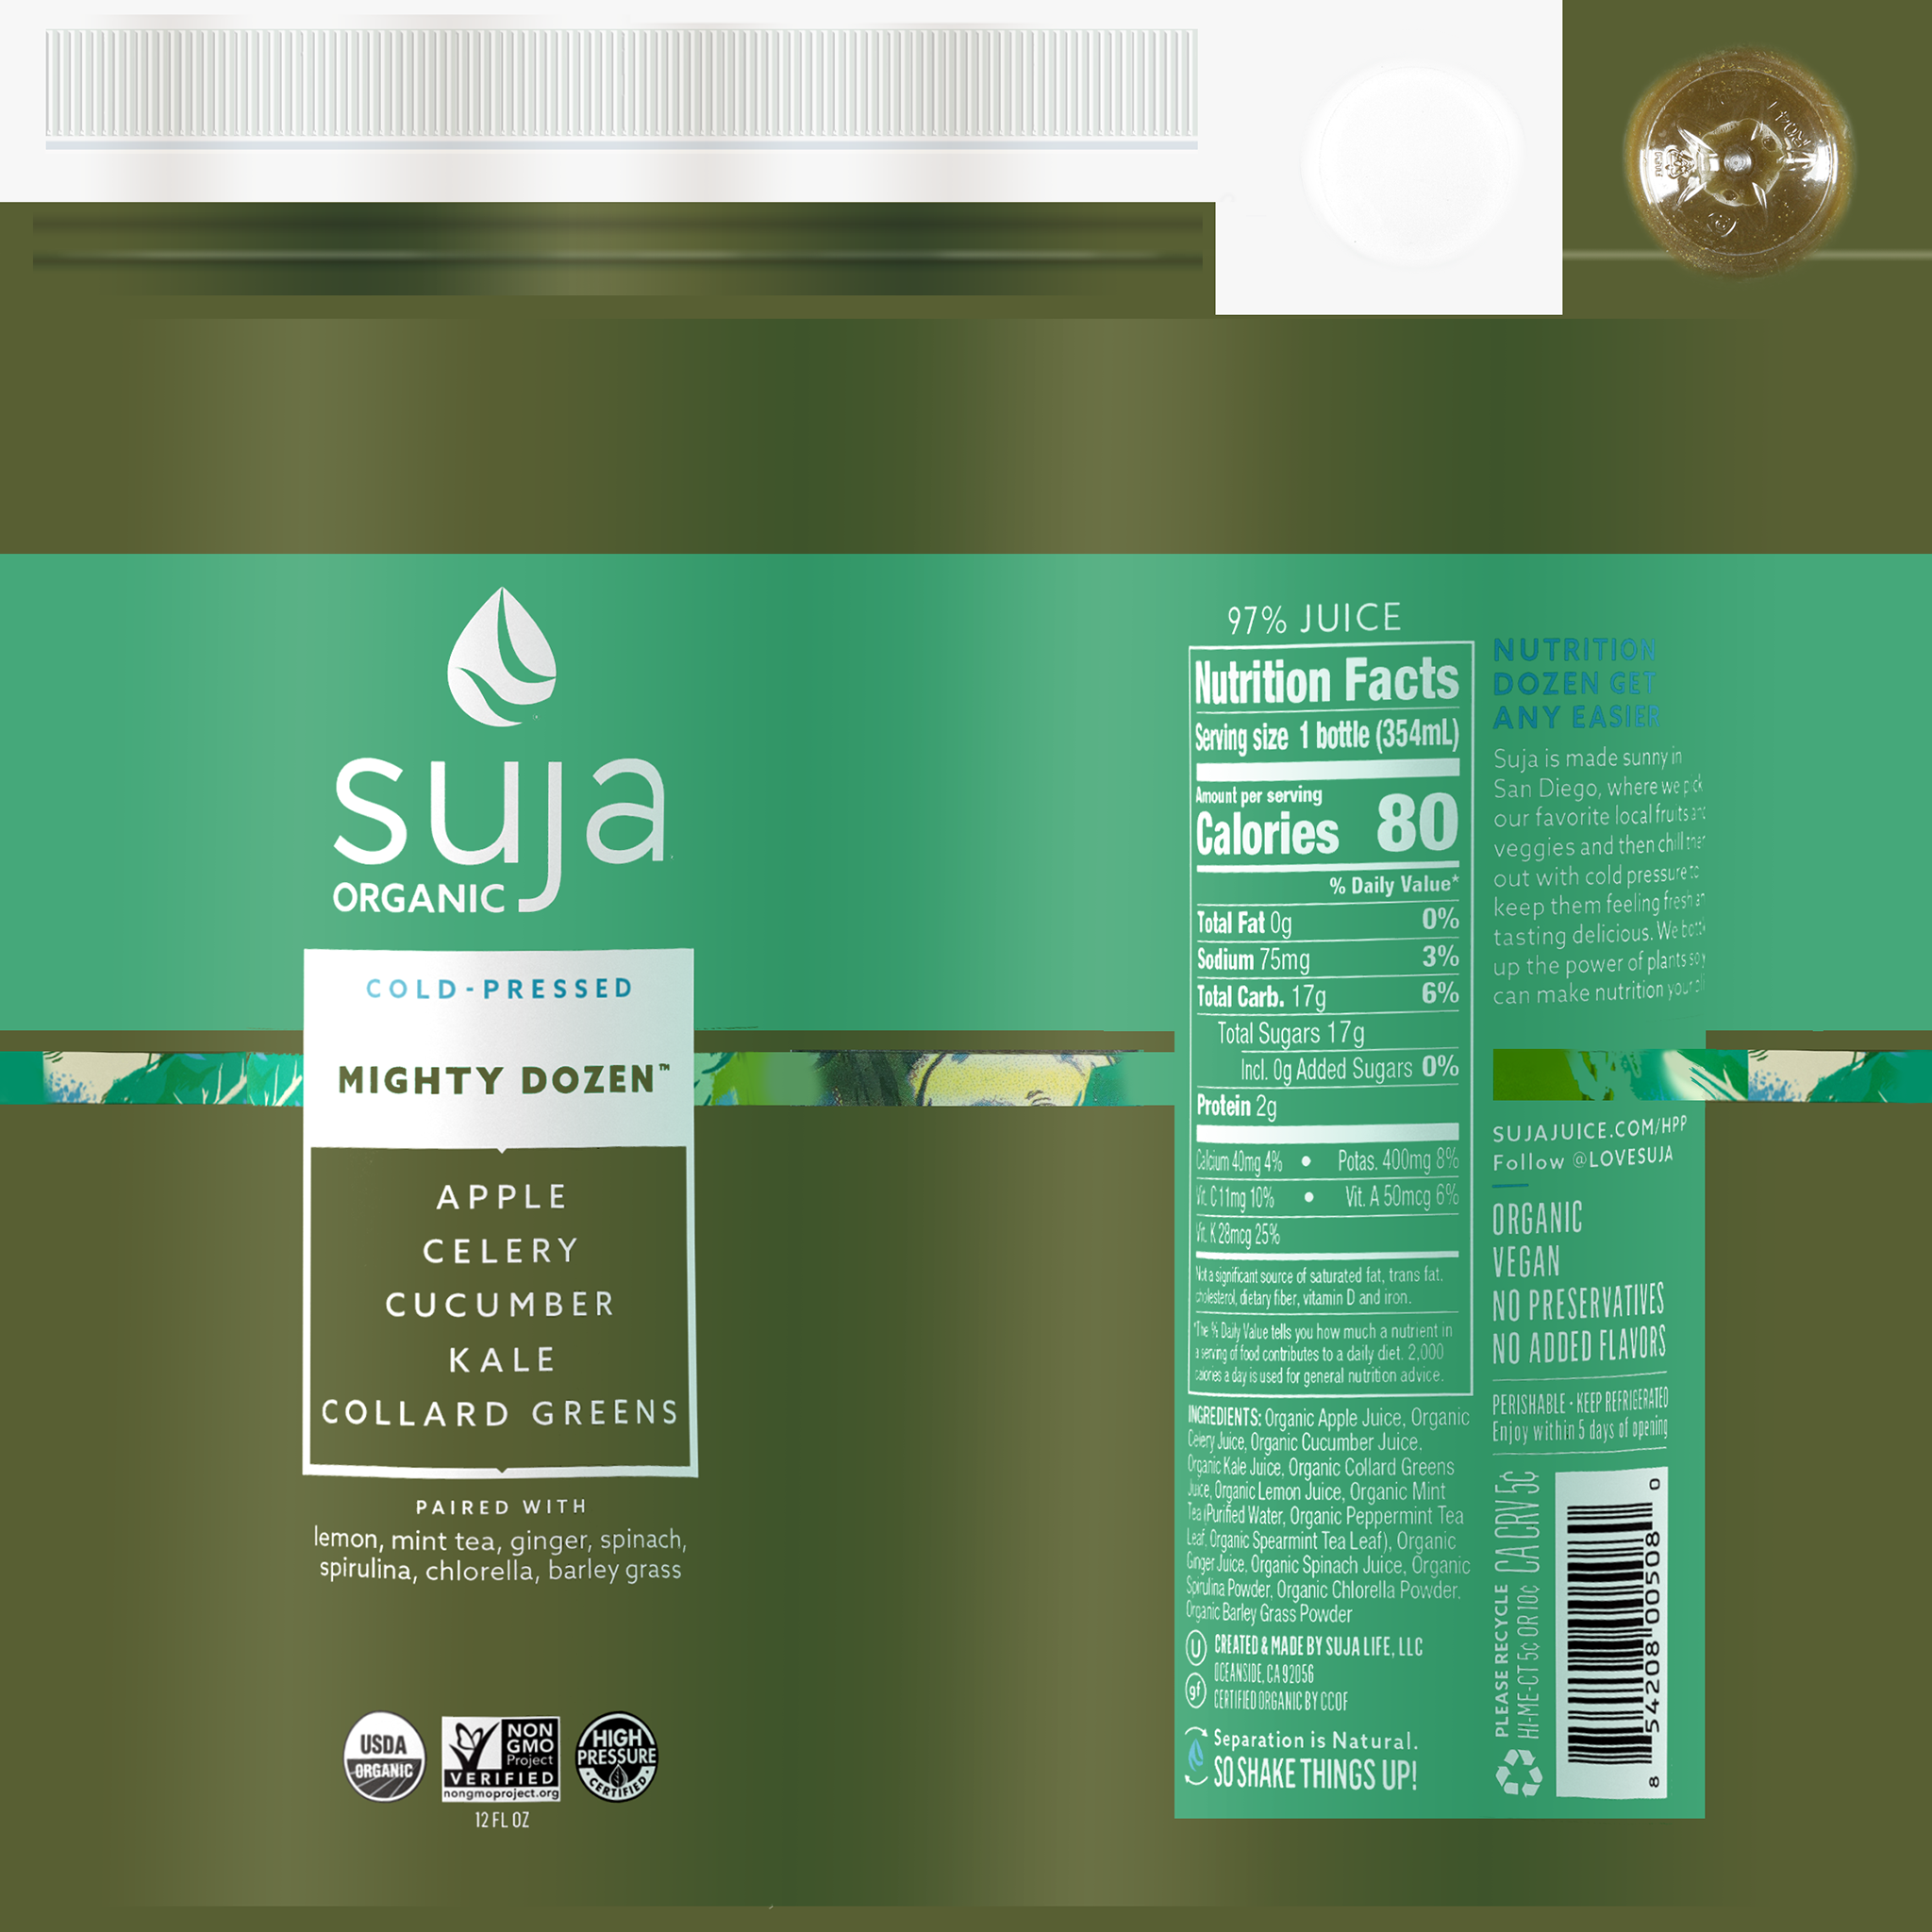 suja
ORGANIC
COLD-PRESSED
MIGHTY DOZEN™
APPLE
CELERY
CUCUMBER
KALE
COLLARD GREENS
PAIRED WITH
lemon, mint tea, ginger, spinach,
spirulina, chlorella, barley grass
USDA
ORGANIC
NON
GMO
Project
VERIFIED
nongmoproject.org
HIGH
PRESSURE
CERTIFIED
12 FL OZ
97% JUICE
Nutrition Facts
Serving size 1 bottle (354mL)
Amount per serving
Calories 80
% Daily Value*
Total Fat 0g 0%
Sodium 75mg 3%
Total Carb. 17g 6%
Total Sugars 17g
Incl. 0g Added Sugars 0%
Protein 2g
Calcium 40mg 4% • Potas. 400mg 8%
Vit. C 11mg 10% • Vit. A 50mcg 6%
Vit. K 28mcg 25%
Not a significant source of saturated fat, trans fat,
cholesterol, dietary fiber, vitamin D and iron.
*The % Daily Value tells you how much a nutrient in
a serving of food contributes to a daily diet. 2,000
calories a day is used for general nutrition advice.
INGREDIENTS: Organic Apple Juice, Organic
Celery Juice, Organic Cucumber Juice,
Organic Kale Juice, Organic Collard Greens
Juice, Organic Lemon Juice, Organic Mint
Tea (Purified Water, Organic Peppermint Tea
Leaf, Organic Spearmint Tea Leaf), Organic
Ginger Juice, Organic Spinach Juice, Organic
Spirulina Powder, Organic Chlorella Powder,
Organic Barley Grass Powder
U
CREATED & MADE BY SUJA LIFE, LLC
OCEANSIDE, CA 92056
gf
CERTIFIED ORGANIC BY CCOF
Separation is Natural.
SO SHAKE THINGS UP!
NUTRITION
DOZEN GET
ANY EASIER
Suja is made sunny in
San Diego, where we pick
our favorite local fruits
veggies and then chill
out with cold pressure to
keep them feeling fresh
tasting delicious. We
up the power of plants so
can make nutrition
SUJAJUICE.COM/HPP
Follow @LOVESUJA
ORGANIC
VEGAN
NO PRESERVATIVES
NO ADDED FLAVORS
PERISHABLE · KEEP REFRIGERATED
Enjoy within 5 days of opening
PLEASE RECYCLE
HI-ME-CT 5¢ OR 10¢
CA CRV 5¢
8 54208 00508 0